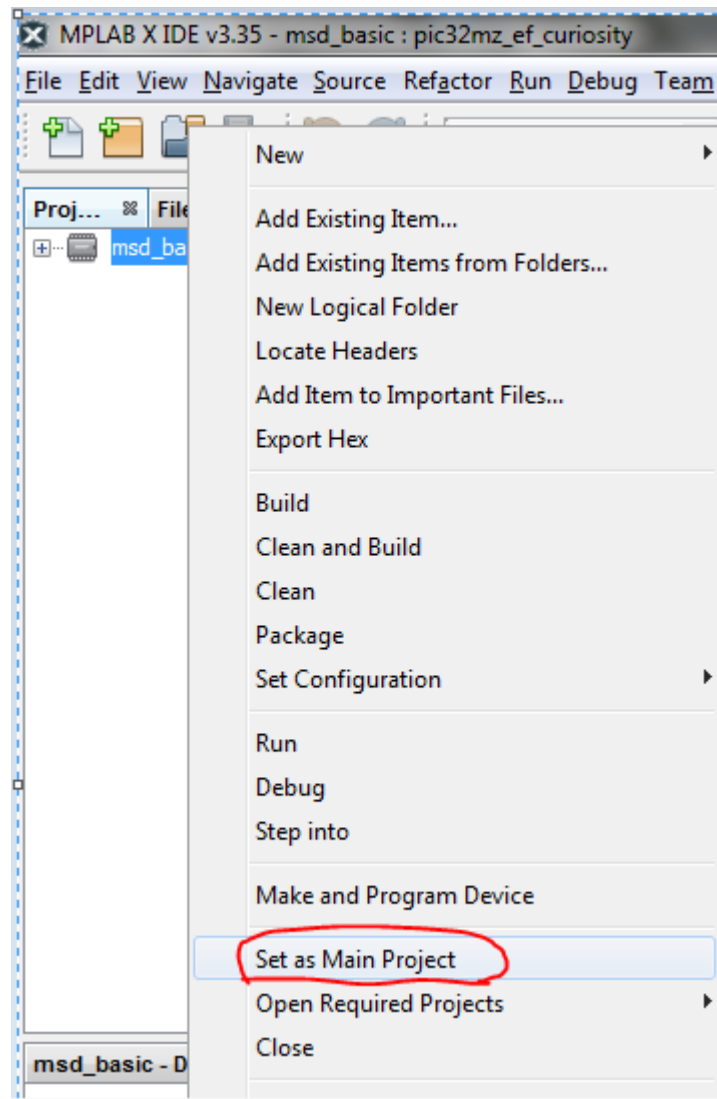 MPLAB X IDE v3.35 - msd_basic : pic32mz_ef_curiosity
File Edit View Navigate Source Refactor Run Debug Team
New
Proj... File
Add Existing Item...
msd_ba
Add Existing Items from Folders...
New Logical Folder
Locate Headers
Add Item to Important Files...
Export Hex
Build
Clean and Build
Clean
Package
Set Configuration
Run
Debug
Step into
Make and Program Device
Set as Main Project
Open Required Projects
Close
msd_basic - D